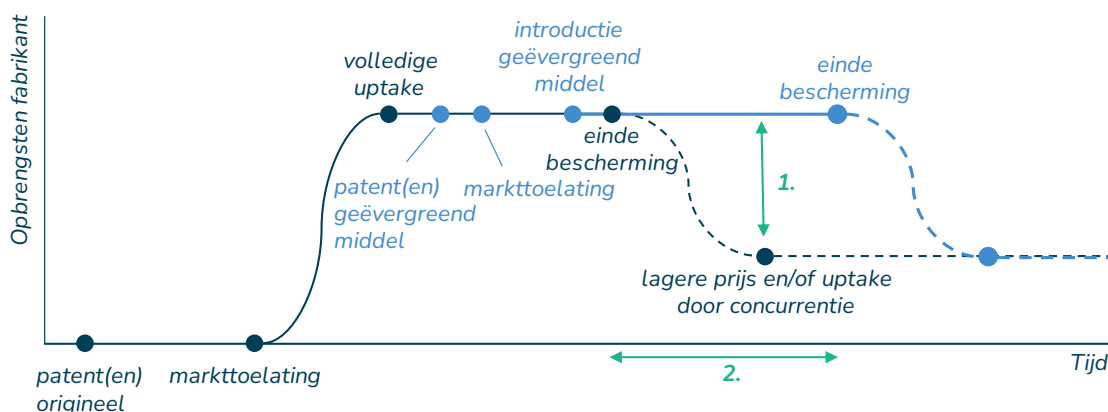 Opbrengsten fabrikant
volledige
uptake
introductie
geëvergreend
middel
einde
bescherming
einde
bescherming
patent(en)
geëvergreend
middel
markttoelating
1.
lagere prijs en/of uptake
door concurrentie
2.
Tijd
patent(en)
origineel
markttoelating